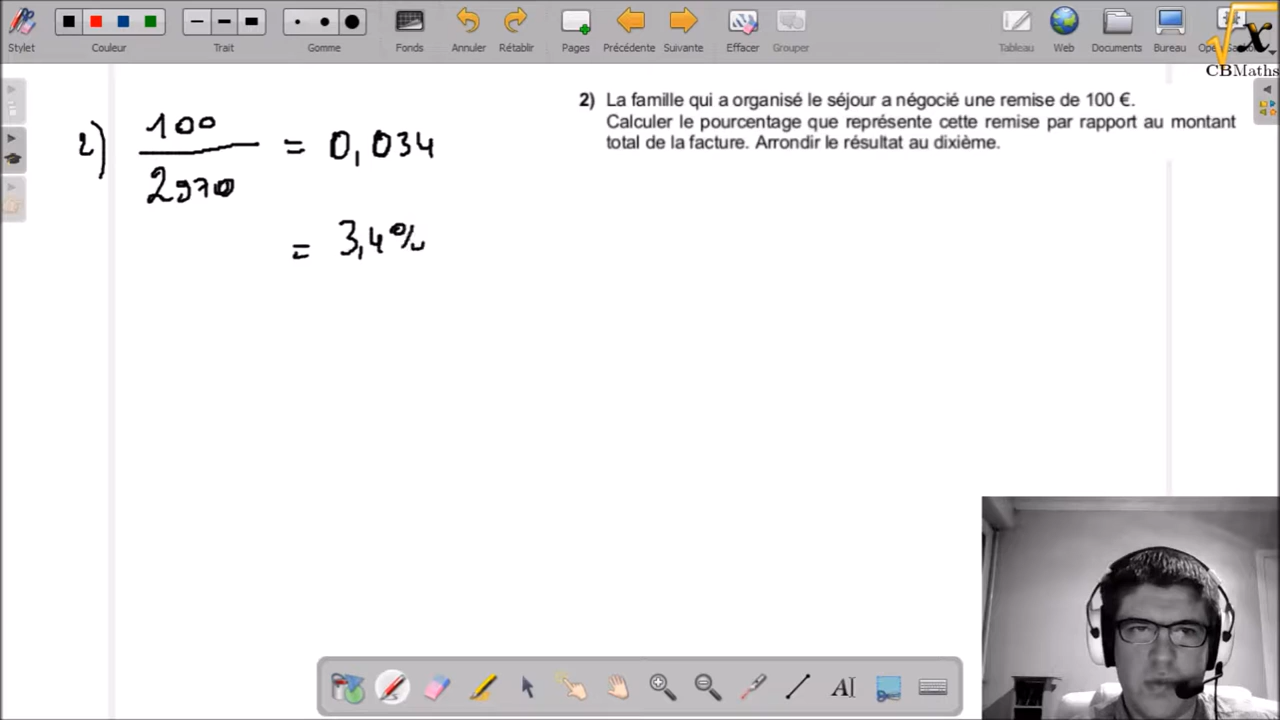 Stylet Couleur Trait Gomme Fonds Annuler Rétablir Pages Précédente Suivante Effacer Grouper Tableau Web Documents Bureau
CBMaths
2) La famille qui a organisé le séjour a négocié une remise de 100 €.
Calculer le pourcentage que représente cette remise par rapport au montant
total de la facture. Arrondir le résultat au dixième.
2) 100
2970
= 0,034
= 3,4%